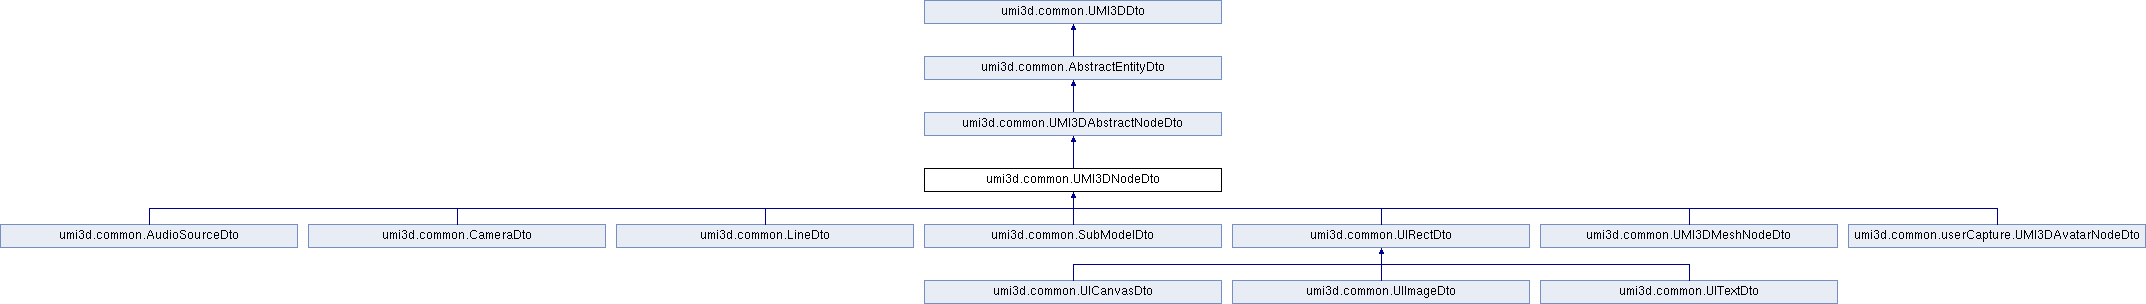 umi3d.common.UMI3DDto
umi3d.common.AbstractEntityDto
umi3d.common.UMI3DAbstractNodeDto
umi3d.common.UMI3DNodeDto
umi3d.common.AudioSourceDto
umi3d.common.CameraDto
umi3d.common.LineDto
umi3d.common.SubModelDto
umi3d.common.UIRectDto
umi3d.common.UMI3DMeshNodeDto
umi3d.common.userCapture.UMI3DAvatarNodeDto
umi3d.common.UICanvasDto
umi3d.common.UIImageDto
umi3d.common.UITextDto